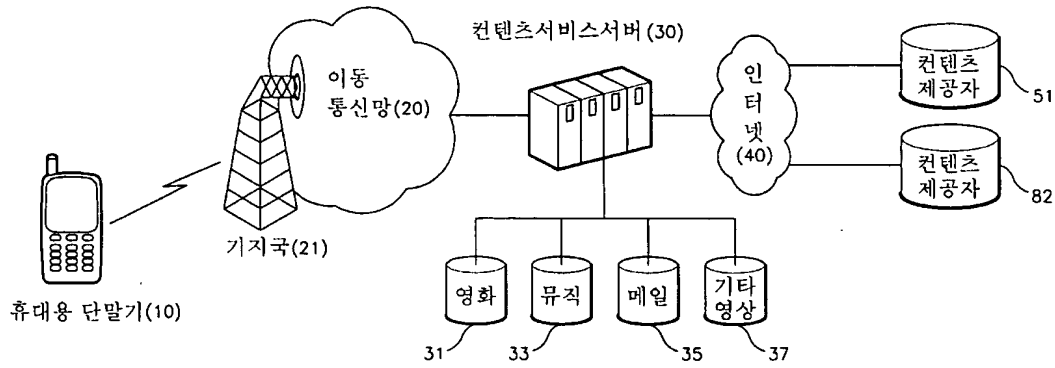 컨텐츠서비스서버(30)
이동
통신망(20)
인
터
넷
(40)
컨텐츠
제공자
51
컨텐츠
제공자
82
기지국(21)
휴대용 단말기(10)
영화
뮤직
메일
기타
영상
31
33
35
37